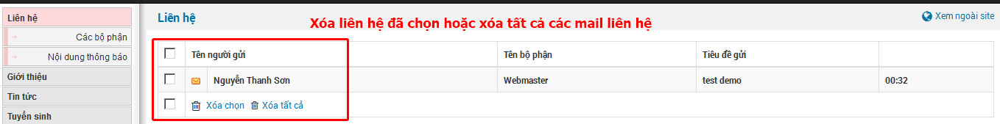 Liên hệ
Các bộ phận
Nội dung thông báo
Giới thiệu
Tin tức
Tuyển sinh
Liên hệ
Xóa liên hệ đã chọn hoặc xóa tất cả các mail liên hệ
Xem ngoài site
Tên người gửi Tên bộ phận Tiêu đề gửi
Nguyễn Thanh Sơn Webmaster test demo 00:32
Xóa chọn Xóa tất cả